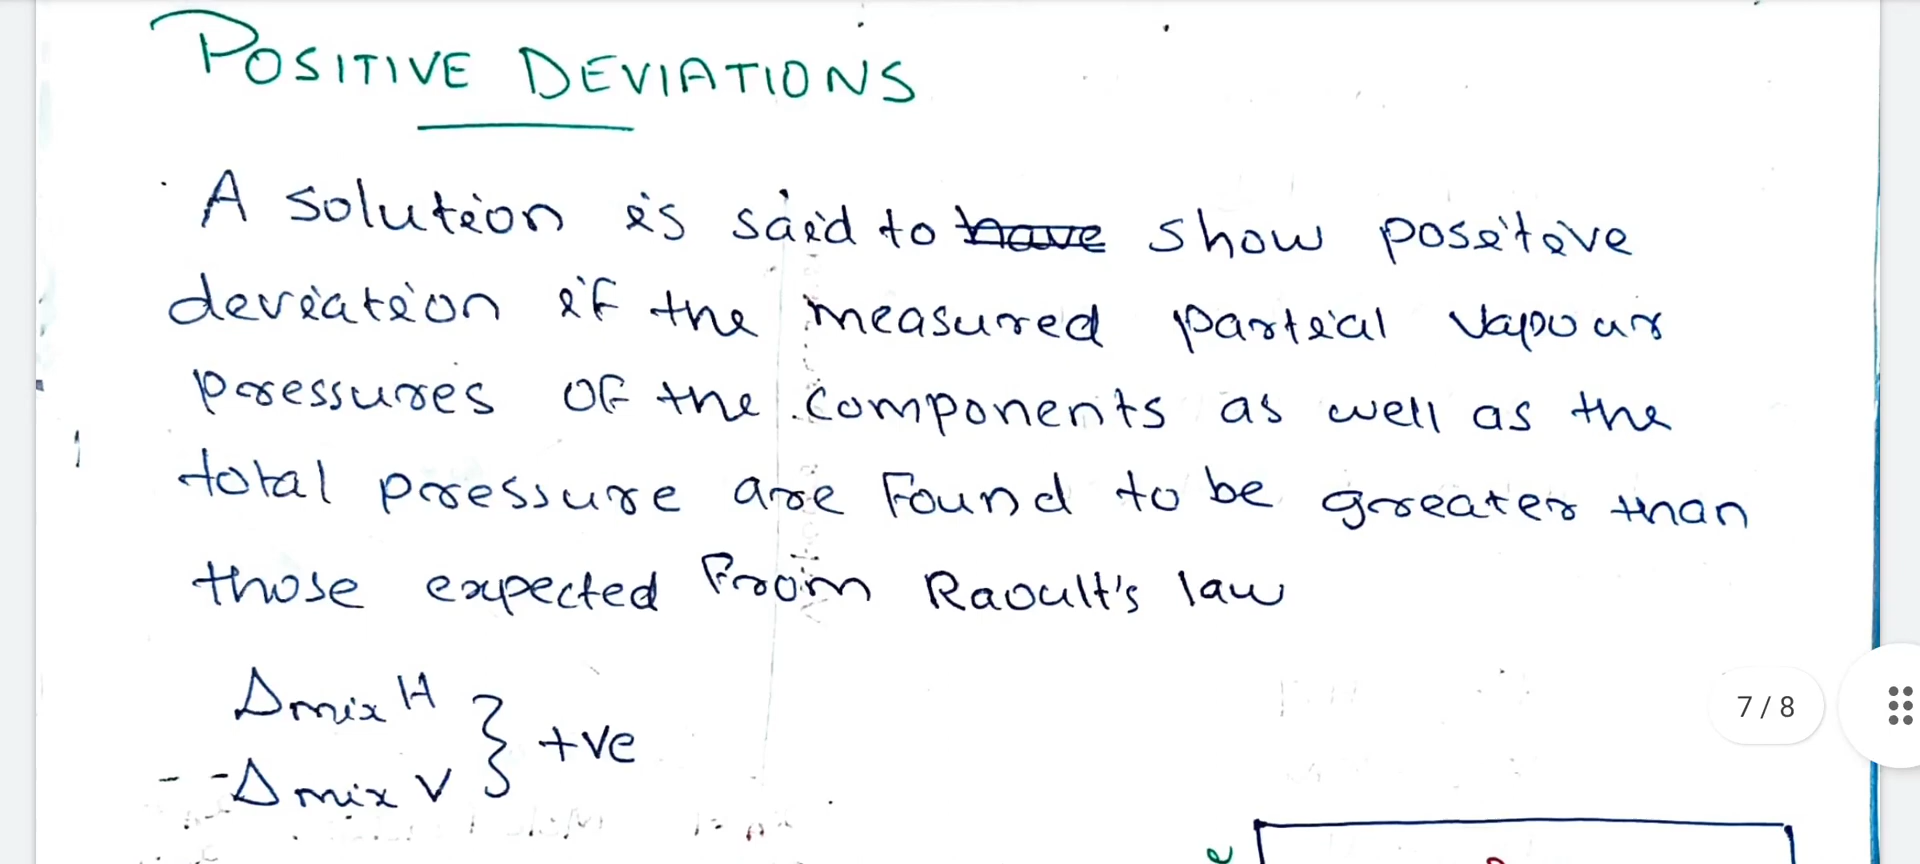 POSITIVE DEVIATIONS
A solution is said to have show positive
deviation if the measured partial vapour
pressures of the components as well as the
total pressure are found to be greater than
those expected from Raoult's law
Δmix H
} +ve
Δmix V
7 / 8